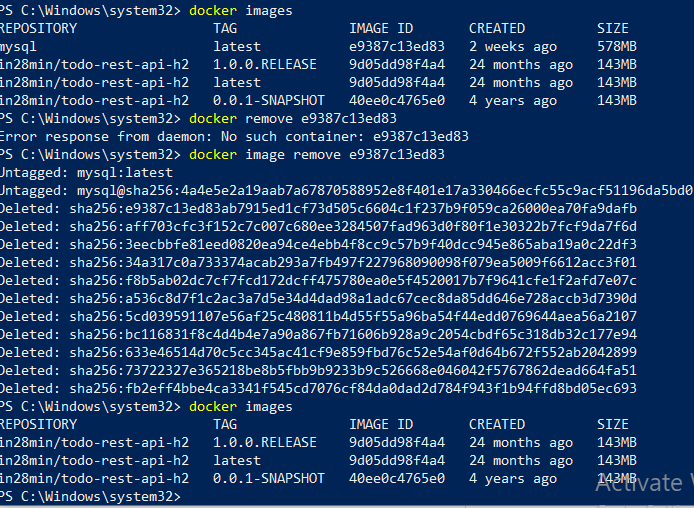 PS C:\Windows\system32> docker images
REPOSITORY TAG IMAGE ID CREATED SIZE
mysql latest e9387c13ed83 2 weeks ago 578MB
in28min/todo-rest-api-h2 1.0.0.RELEASE 9d05dd98f4a4 24 months ago 143MB
in28min/todo-rest-api-h2 latest 9d05dd98f4a4 24 months ago 143MB
in28min/todo-rest-api-h2 0.0.1-SNAPSHOT 40ee0c4765e0 4 years ago 143MB
PS C:\Windows\system32> docker remove e9387c13ed83
Error response from daemon: No such container: e9387c13ed83
PS C:\Windows\system32> docker image remove e9387c13ed83
Untagged: mysql:latest
Untagged: mysql@sha256:4a4e5e2a19aab7a67870588952e8f401e17a330466ecfc55c9acf51196da5bd0
Deleted: sha256:e9387c13ed83ab7915ed1cf73d505c6604c1f237b9f059ca26000ea70fa9dafb
Deleted: sha256:aff703cfc3f152c7c007c680ee3284507fad963d0f80f1e30322b7fcf9da7f6d
Deleted: sha256:3eecbbfe81eed0820ea94ce4ebb4f8cc9c57b9f40dcc945e865aba19a0c22df3
Deleted: sha256:34a317c0a733374acab293a7fb497f227968090098f079ea5009f6612acc3f01
Deleted: sha256:f8b5ab02dc7cf7fcd172dcff475780ea0e5f4520017b7f9641cfe1f2afd7e07c
Deleted: sha256:a536c8d7f1c2ac3a7d5e34d4dad98a1adc67cec8da85dd646e728accb3d7390d
Deleted: sha256:5cd039591107e56af25c480811b4d55f55a96ba54f44edd0769644aea56a2107
Deleted: sha256:bc116831f8c4d4b4e7a90a867fb71606b928a9c2054cbdf65c318db32c177e94
Deleted: sha256:633e46514d70c5cc345ac41cf9e859fbd76c52e54af0d64b672f552ab2042899
Deleted: sha256:73722327e365218be8b5fbb9b9233b9c526668e046042f5767862dead664fa51
Deleted: sha256:fb2eff4bbe4ca3341f545cd7076cf84da0dad2d784f943f1b94ffd8bd05ec693
PS C:\Windows\system32> docker images
REPOSITORY TAG IMAGE ID CREATED SIZE
in28min/todo-rest-api-h2 1.0.0.RELEASE 9d05dd98f4a4 24 months ago 143MB
in28min/todo-rest-api-h2 latest 9d05dd98f4a4 24 months ago 143MB
in28min/todo-rest-api-h2 0.0.1-SNAPSHOT 40ee0c4765e0 4 years ago 143MB
Activate
PS C:\Windows\system32>